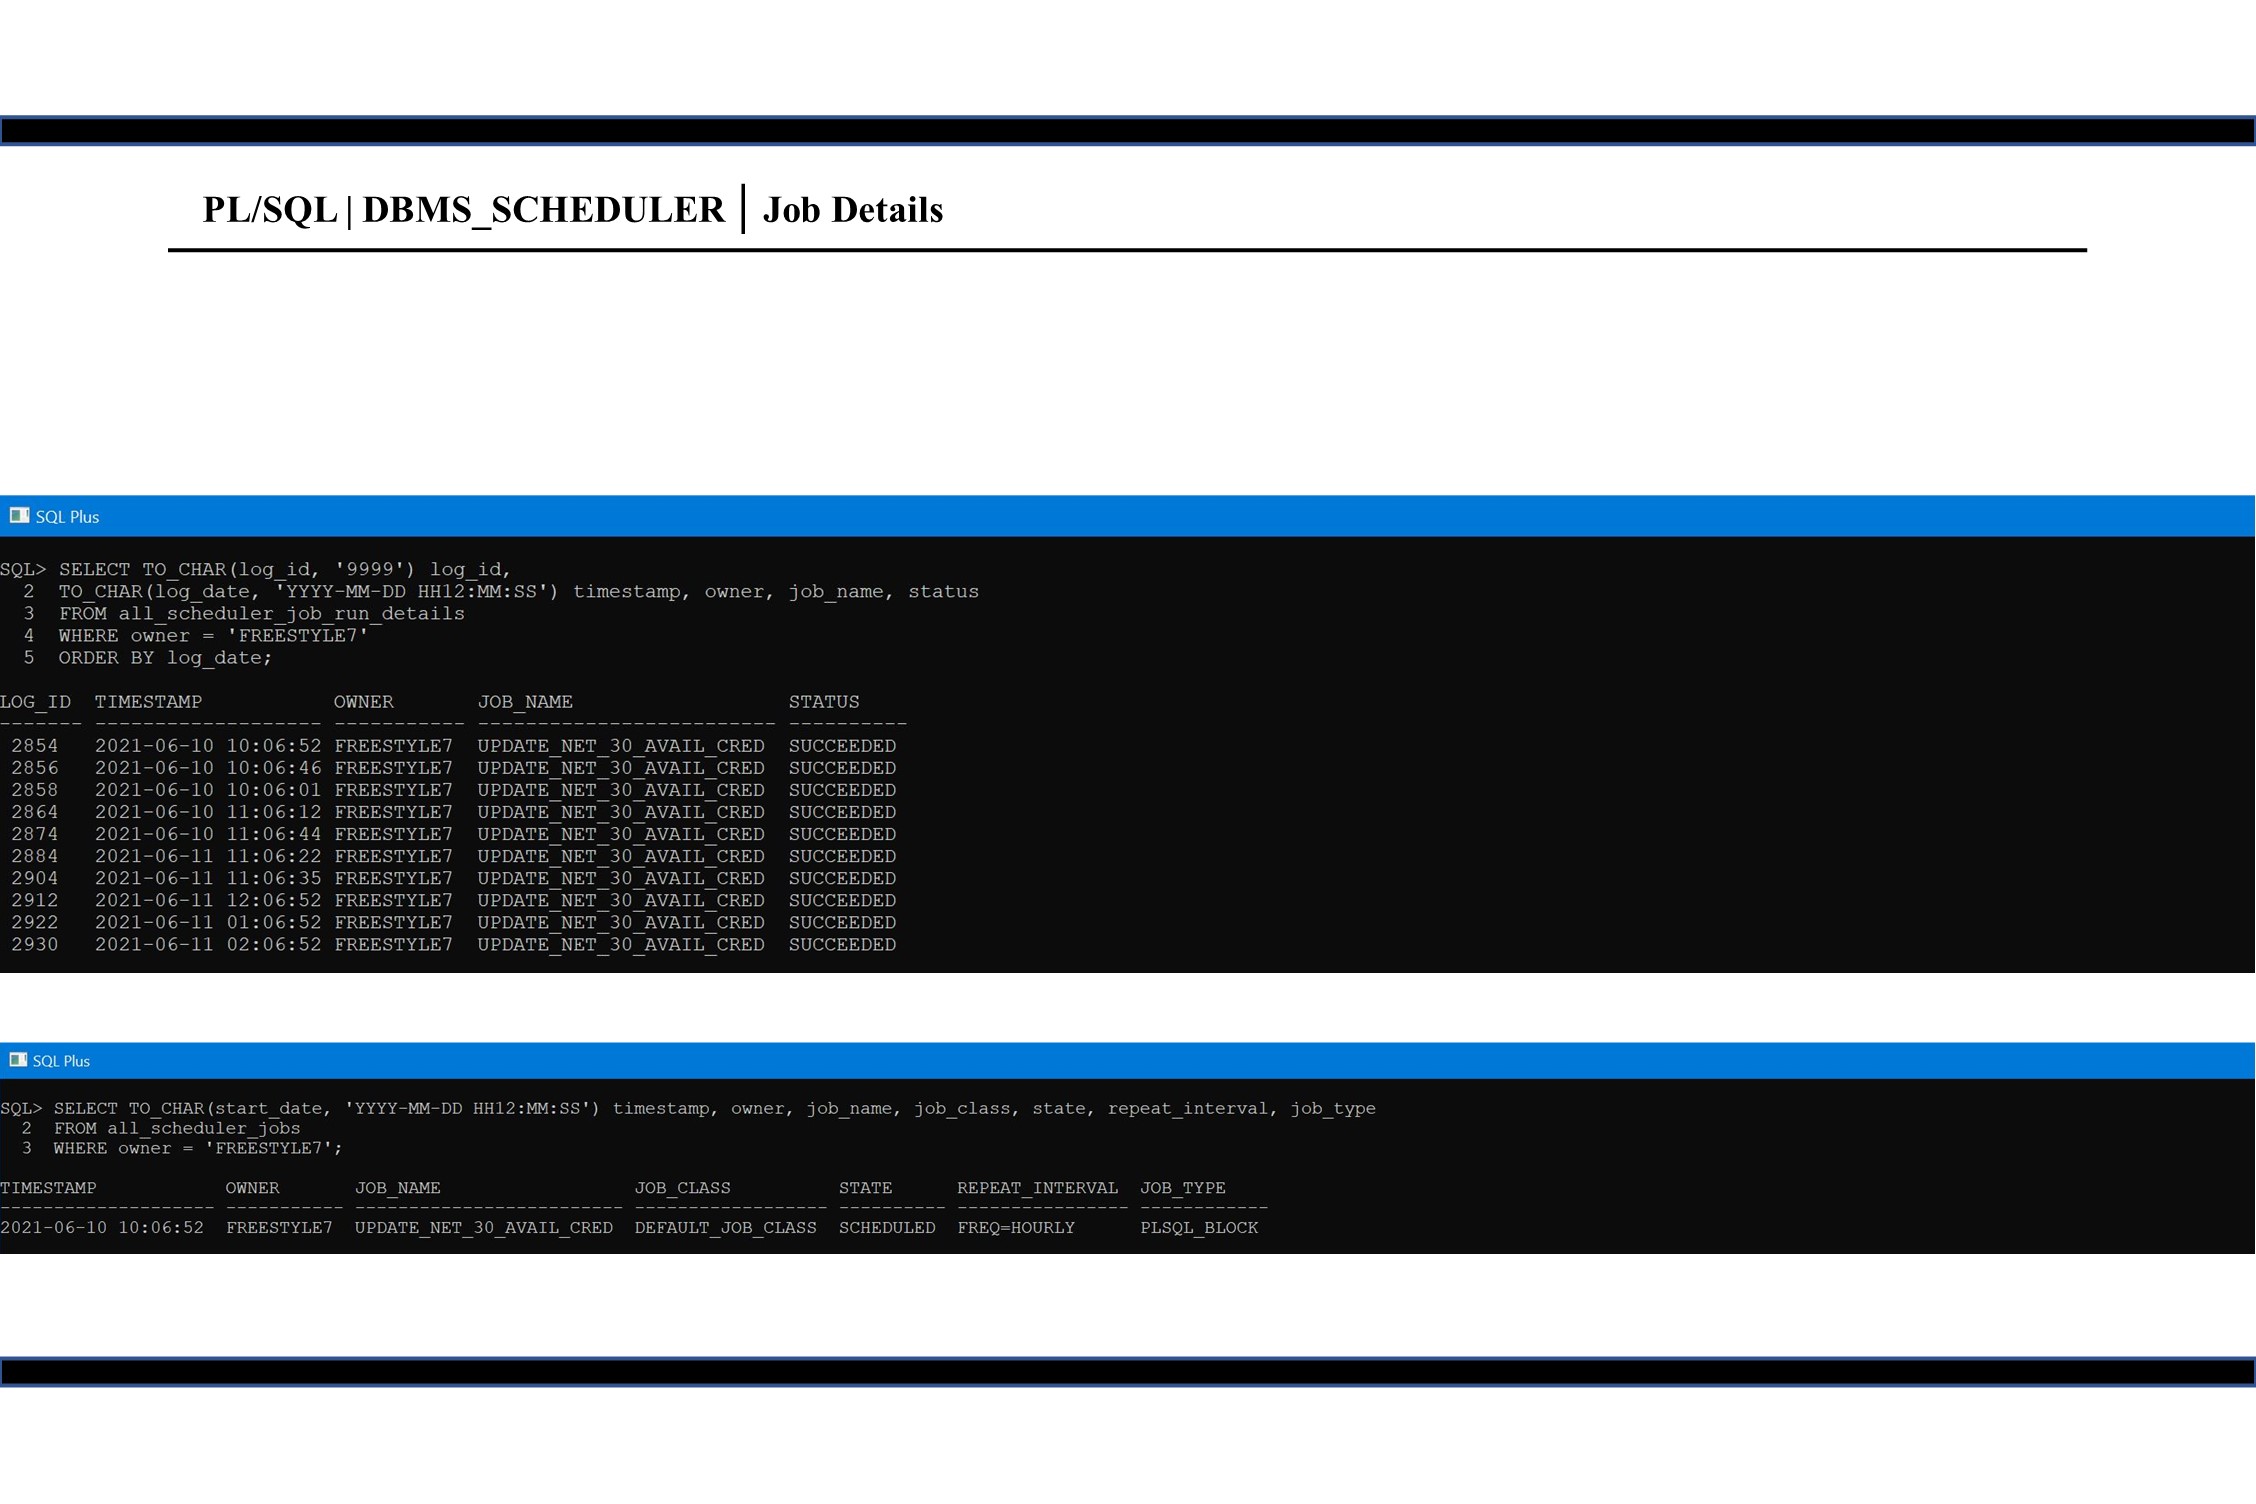 PL/SQL | DBMS_SCHEDULER | Job Details
SQL Plus
SQL> SELECT TO_CHAR(log_id, '9999') log_id,
  2  TO_CHAR(log_date, 'YYYY-MM-DD HH12:MM:SS') timestamp, owner, job_name, status
  3  FROM all_scheduler_job_run_details
  4  WHERE owner = 'FREESTYLE7'
  5  ORDER BY log_date;
LOG_ID  TIMESTAMP           OWNER       JOB_NAME                  STATUS
------- ------------------- ----------- ------------------------- ----------
 2854   2021-06-10 10:06:52 FREESTYLE7  UPDATE_NET_30_AVAIL_CRED  SUCCEEDED
 2856   2021-06-10 10:06:46 FREESTYLE7  UPDATE_NET_30_AVAIL_CRED  SUCCEEDED
 2858   2021-06-10 10:06:01 FREESTYLE7  UPDATE_NET_30_AVAIL_CRED  SUCCEEDED
 2864   2021-06-10 11:06:12 FREESTYLE7  UPDATE_NET_30_AVAIL_CRED  SUCCEEDED
 2874   2021-06-10 11:06:44 FREESTYLE7  UPDATE_NET_30_AVAIL_CRED  SUCCEEDED
 2884   2021-06-11 11:06:22 FREESTYLE7  UPDATE_NET_30_AVAIL_CRED  SUCCEEDED
 2904   2021-06-11 11:06:35 FREESTYLE7  UPDATE_NET_30_AVAIL_CRED  SUCCEEDED
 2912   2021-06-11 12:06:52 FREESTYLE7  UPDATE_NET_30_AVAIL_CRED  SUCCEEDED
 2922   2021-06-11 01:06:52 FREESTYLE7  UPDATE_NET_30_AVAIL_CRED  SUCCEEDED
 2930   2021-06-11 02:06:52 FREESTYLE7  UPDATE_NET_30_AVAIL_CRED  SUCCEEDED
SQL Plus
SQL> SELECT TO_CHAR(start_date, 'YYYY-MM-DD HH12:MM:SS') timestamp, owner, job_name, job_class, state, repeat_interval, job_type
  2  FROM all_scheduler_jobs
  3  WHERE owner = 'FREESTYLE7';
TIMESTAMP            OWNER       JOB_NAME                  JOB_CLASS          STATE      REPEAT_INTERVAL  JOB_TYPE
-------------------- ----------- ------------------------- ------------------ ---------- ---------------- ------------
2021-06-10 10:06:52  FREESTYLE7  UPDATE_NET_30_AVAIL_CRED  DEFAULT_JOB_CLASS  SCHEDULED  FREQ=HOURLY      PLSQL_BLOCK